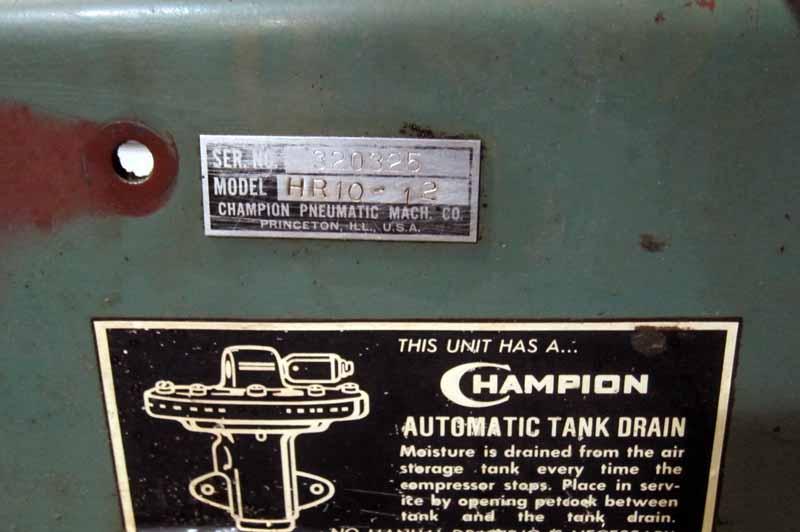 SER. NO. 320325
MODEL HR10-12
CHAMPION PNEUMATIC MACH. CO.
PRINCETON, ILL., U.S.A.
THIS UNIT HAS A...
CHAMPION
AUTOMATIC TANK DRAIN
Moisture is drained from the air
storage tank every time the
compressor stops. Place in serv-
ice by opening petcock between
tank and the tank drain.
NO MANUAL